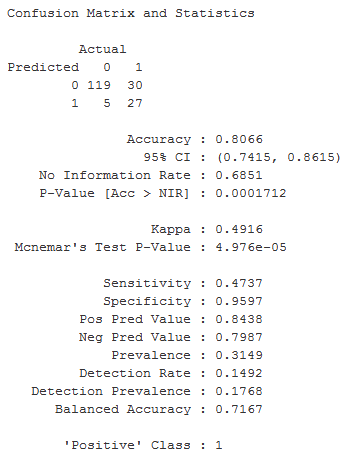 Confusion Matrix and Statistics
Actual
Predicted 0 1
0 119 30
1 5 27
Accuracy : 0.8066
95% CI : (0.7415, 0.8615)
No Information Rate : 0.6851
P-Value [Acc > NIR] : 0.0001712
Kappa : 0.4916
Mcnemar's Test P-Value : 4.976e-05
Sensitivity : 0.4737
Specificity : 0.9597
Pos Pred Value : 0.8438
Neg Pred Value : 0.7987
Prevalence : 0.3149
Detection Rate : 0.1492
Detection Prevalence : 0.1768
Balanced Accuracy : 0.7167
'Positive' Class : 1